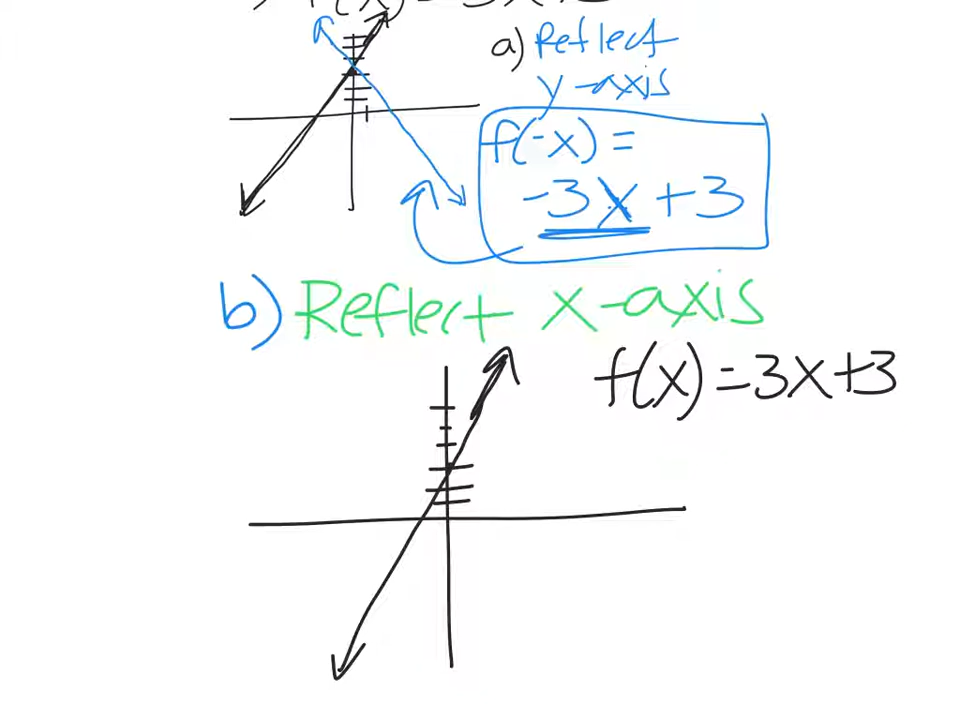 a) Reflect
y-axis
f(-x) =
-3x +3
b) Reflect x-axis
f(x)=3x+3